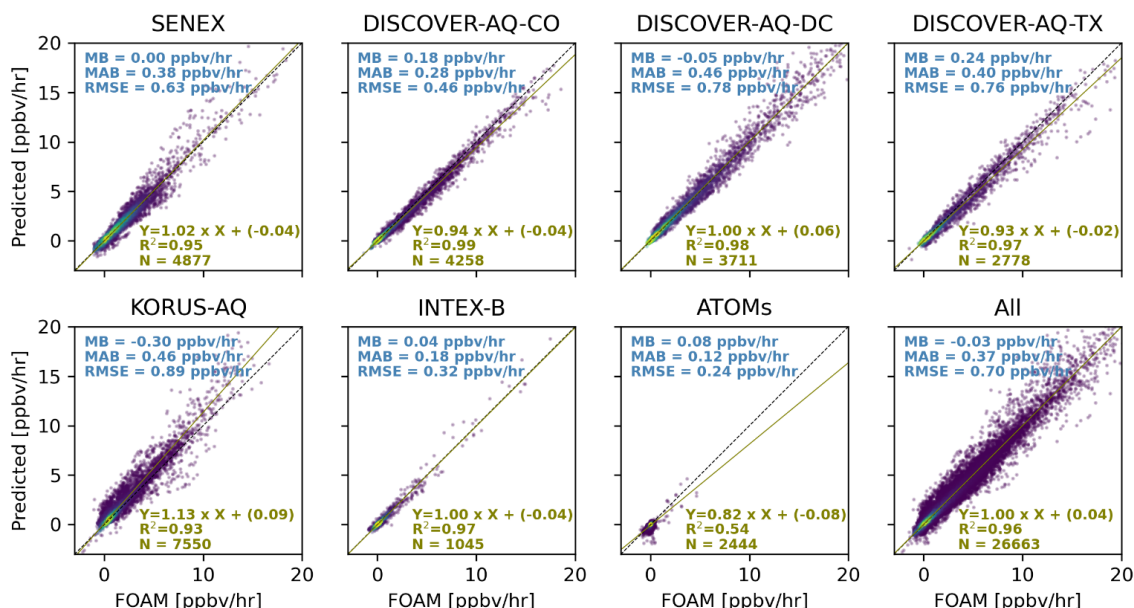 SENEX
MB = 0.00 ppbv/hr
MAB = 0.38 ppbv/hr
RMSE = 0.63 ppbv/hr
Y=1.02 x X + (-0.04)
R²=0.95
N = 4877
20
15
10
5
0
Predicted [ppbv/hr]
0
10
20
DISCOVER-AQ-CO
MB = 0.18 ppbv/hr
MAB = 0.28 ppbv/hr
RMSE = 0.46 ppbv/hr
Y=0.94 x X + (-0.04)
R²=0.99
N = 4258
0
10
20
DISCOVER-AQ-DC
MB = -0.05 ppbv/hr
MAB = 0.46 ppbv/hr
RMSE = 0.78 ppbv/hr
Y=1.00 x X + (0.06)
R²=0.98
N = 3711
0
10
20
DISCOVER-AQ-TX
MB = 0.24 ppbv/hr
MAB = 0.40 ppbv/hr
RMSE = 0.76 ppbv/hr
Y=0.93 x X + (-0.02)
R²=0.97
N = 2778
0
10
20
KORUS-AQ
MB = -0.30 ppbv/hr
MAB = 0.46 ppbv/hr
RMSE = 0.89 ppbv/hr
Y=1.13 x X + (0.09)
R²=0.93
N = 7550
20
15
10
5
0
Predicted [ppbv/hr]
0
10
20
FOAM [ppbv/hr]
INTEX-B
MB = 0.04 ppbv/hr
MAB = 0.18 ppbv/hr
RMSE = 0.32 ppbv/hr
Y=1.00 x X + (-0.04)
R²=0.97
N = 1045
0
10
20
FOAM [ppbv/hr]
ATOMs
MB = 0.08 ppbv/hr
MAB = 0.12 ppbv/hr
RMSE = 0.24 ppbv/hr
Y=0.82 x X + (-0.08)
R²=0.54
N = 2444
0
10
20
FOAM [ppbv/hr]
All
MB = -0.03 ppbv/hr
MAB = 0.37 ppbv/hr
RMSE = 0.70 ppbv/hr
Y=1.00 x X + (0.04)
R²=0.96
N = 26663
0
10
20
FOAM [ppbv/hr]